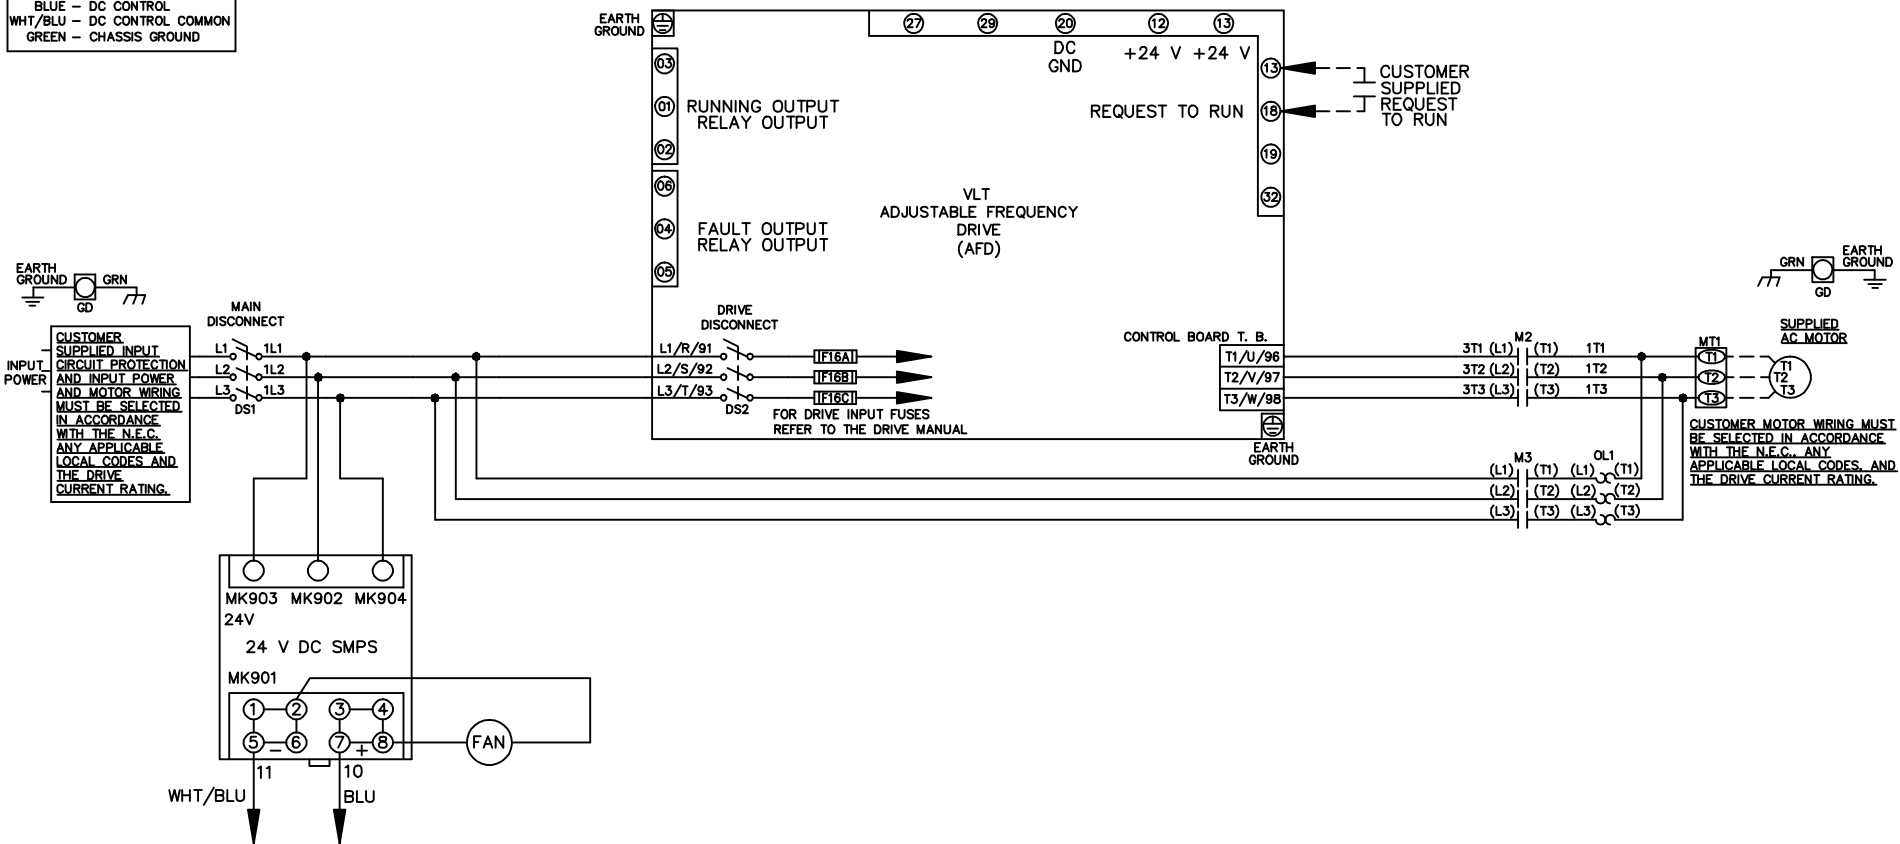 BLUE – DC CONTROL
WHT/BLU – DC CONTROL COMMON
GREEN – CHASSIS GROUND
EARTH
GROUND
27 29 20 12 13
DC
GND
+24 V +24 V
03
01
02
RUNNING OUTPUT
RELAY OUTPUT
06
04
05
FAULT OUTPUT
RELAY OUTPUT
13
REQUEST TO RUN 18
19
32
CUSTOMER
SUPPLIED
REQUEST
TO RUN
VLT
ADJUSTABLE FREQUENCY
DRIVE
(AFD)
EARTH
GROUND
GRN
GD
INPUT
POWER
CUSTOMER
SUPPLIED INPUT
CIRCUIT PROTECTION
AND INPUT POWER
AND MOTOR WIRING
MUST BE SELECTED
IN ACCORDANCE
WITH THE N.E.C.
ANY APPLICABLE
LOCAL CODES AND
THE DRIVE
CURRENT RATING.
MAIN
DISCONNECT
L1 1L1
L2 1L2
L3 1L3
DS1
DRIVE
DISCONNECT
L1/R/91 F16A
L2/S/92 F16B
L3/T/93 F16C
DS2
FOR DRIVE INPUT FUSES
REFER TO THE DRIVE MANUAL
CONTROL BOARD T. B.
T1/U/96
T2/V/97
T3/W/98
EARTH
GROUND
M2
3T1 (L1) (T1) 1T1
3T2 (L2) (T2) 1T2
3T3 (L3) (T3) 1T3
MT1
T1
T2
T3
SUPPLIED
AC MOTOR
T1
T2
T3
GRN
EARTH
GROUND
GD
CUSTOMER MOTOR WIRING MUST
BE SELECTED IN ACCORDANCE
WITH THE N.E.C., ANY
APPLICABLE LOCAL CODES, AND
THE DRIVE CURRENT RATING.
M3 OL1
(L1) (T1) (L1) (T1)
(L2) (T2) (L2) (T2)
(L3) (T3) (L3) (T3)
MK903 MK902 MK904
24V
24 V DC SMPS
MK901
1 2 3 4
5 – 6 7 + 8
FAN
11 10
WHT/BLU BLU